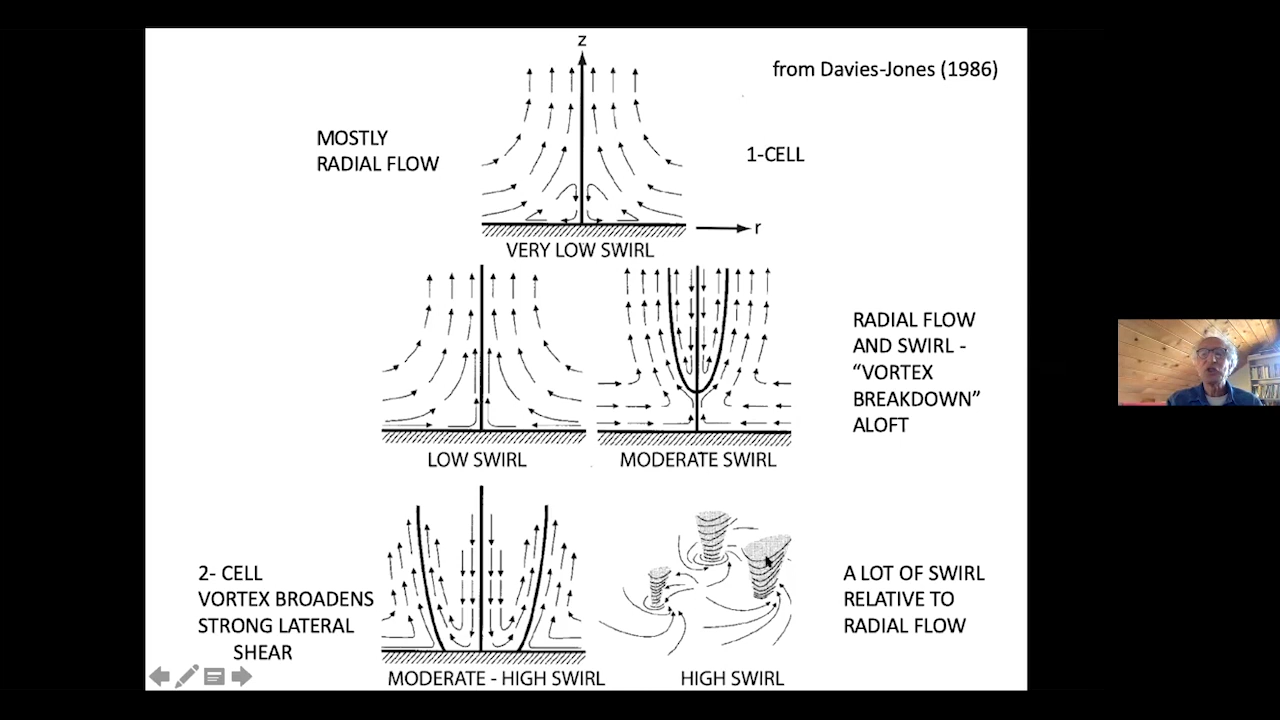 z
from Davies-Jones (1986)
MOSTLY
RADIAL FLOW
1-CELL
r
VERY LOW SWIRL
RADIAL FLOW
AND SWIRL -
“VORTEX
BREAKDOWN”
ALOFT
LOW SWIRL
MODERATE SWIRL
2- CELL
VORTEX BROADENS
STRONG LATERAL
SHEAR
A LOT OF SWIRL
RELATIVE TO
RADIAL FLOW
MODERATE - HIGH SWIRL
HIGH SWIRL